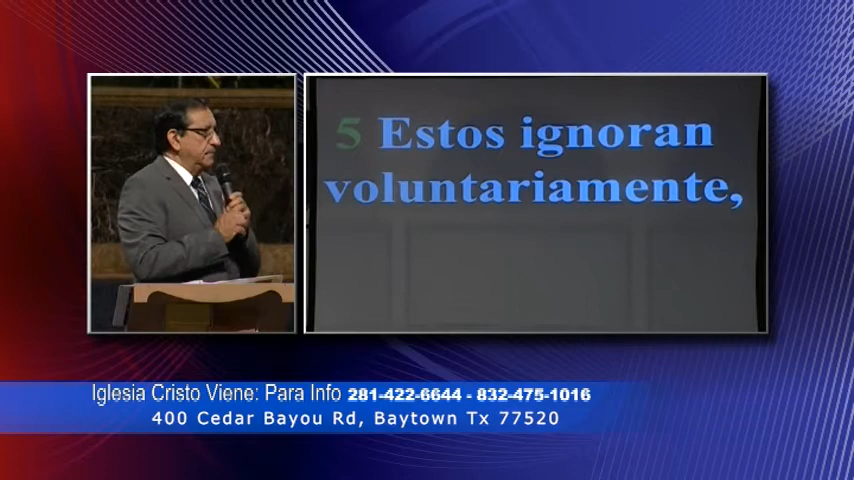 5 Estos ignoran
voluntariamente,
Iglesia Cristo Viene: Para Info 281-422-6644 - 832-475-1016
400 Cedar Bayou Rd, Baytown Tx 77520